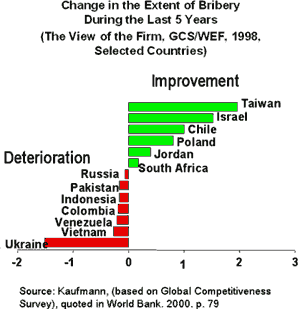 Change in the Extent of Bribery
During the Last 5 Years
(The View of the Firm, GCS/WEF, 1998,
Selected Countries)
Improvement
Taiwan
Israel
Chile
Poland
Jordan
South Africa
Deterioration
Russia
Pakistan
Indonesia
Colombia
Venezuela
Vietnam
Ukraine
-2 -1 0 1 2 3
Source: Kaufmann, (based on Global Competitiveness
Survey), quoted in World Bank. 2000. p. 79